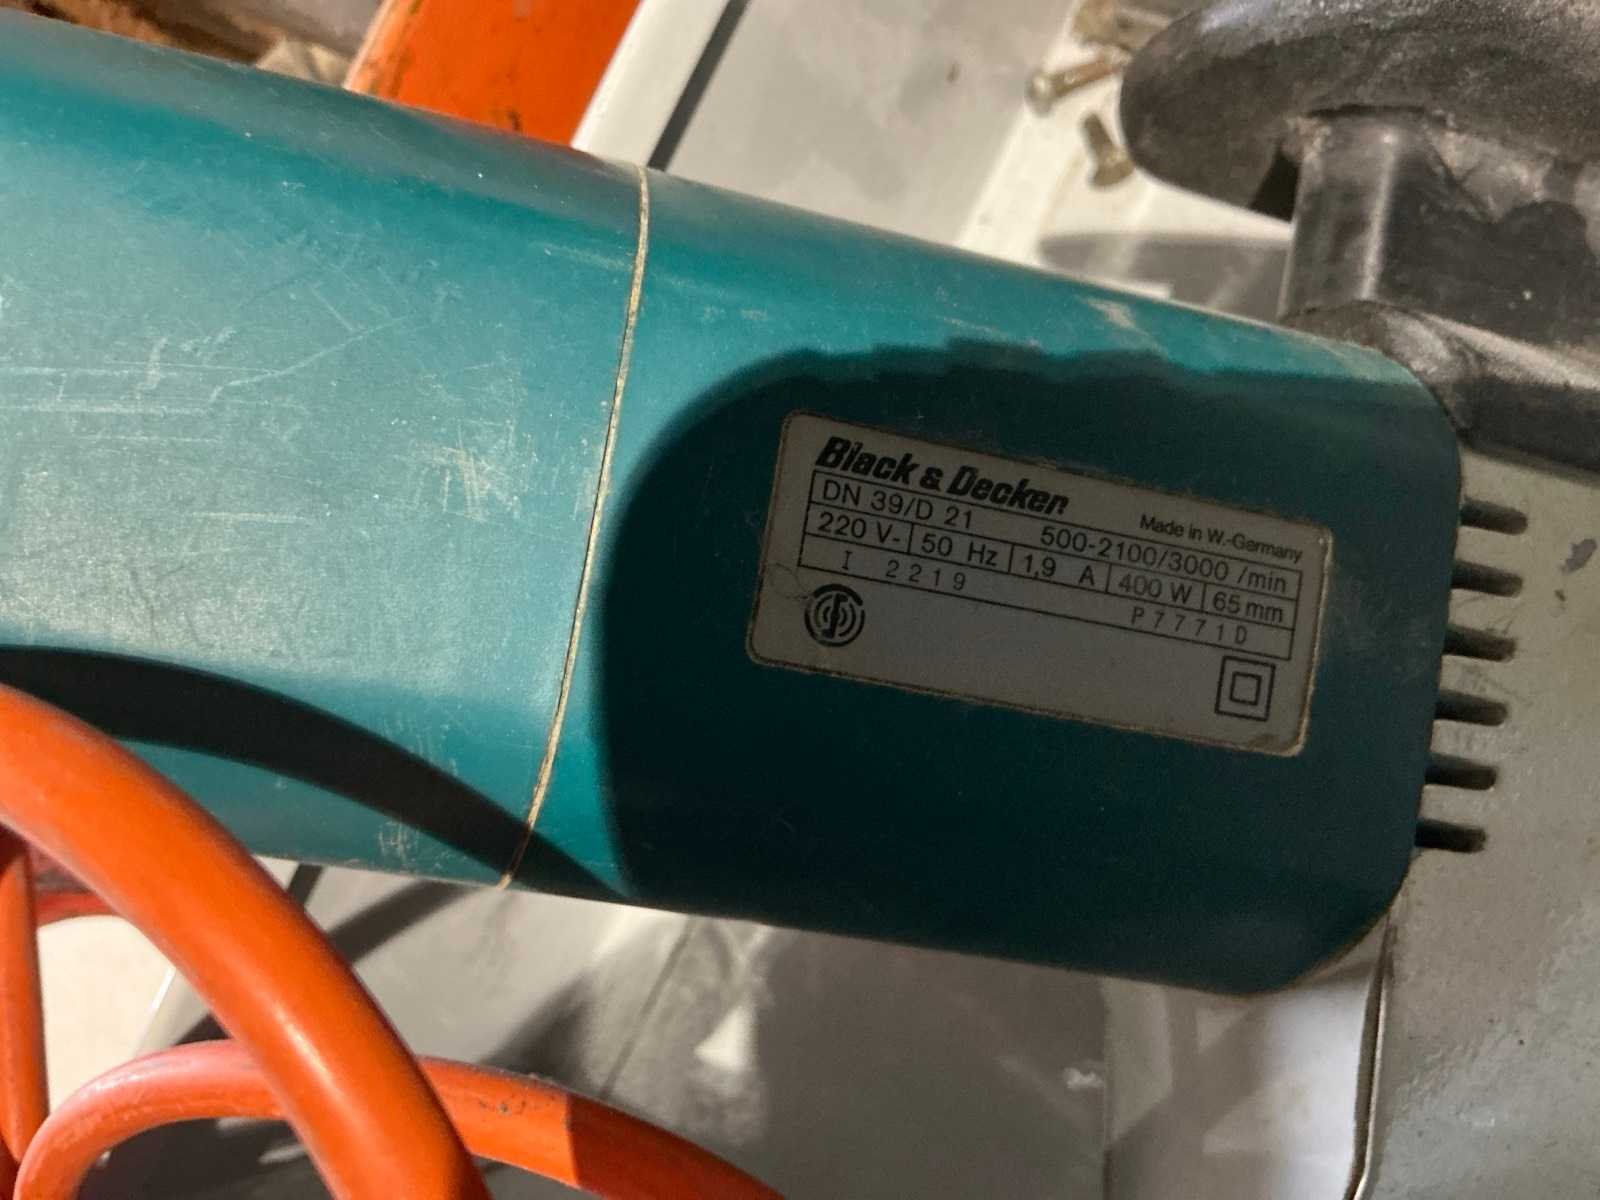 Black & Decker Made in W.-Germany
DN 39/D 21 500-2100/3000 /min
220 V~ 50 Hz 1,9 A 400 W 65 mm
I 2219 P7771D